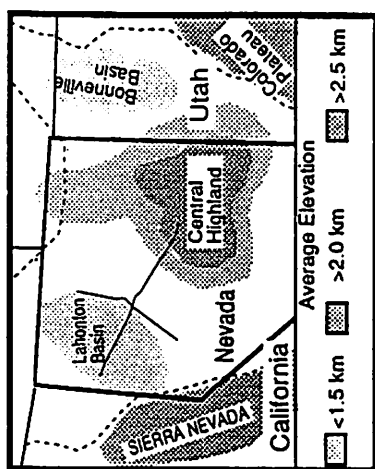 Bonneville
Basin
Utah
Colorado
Plateau
Lahonton
Basin
Central
Highland
Nevada
SIERRA NEVADA
California
Average Elevation
<1.5 km
>2.0 km
>2.5 km